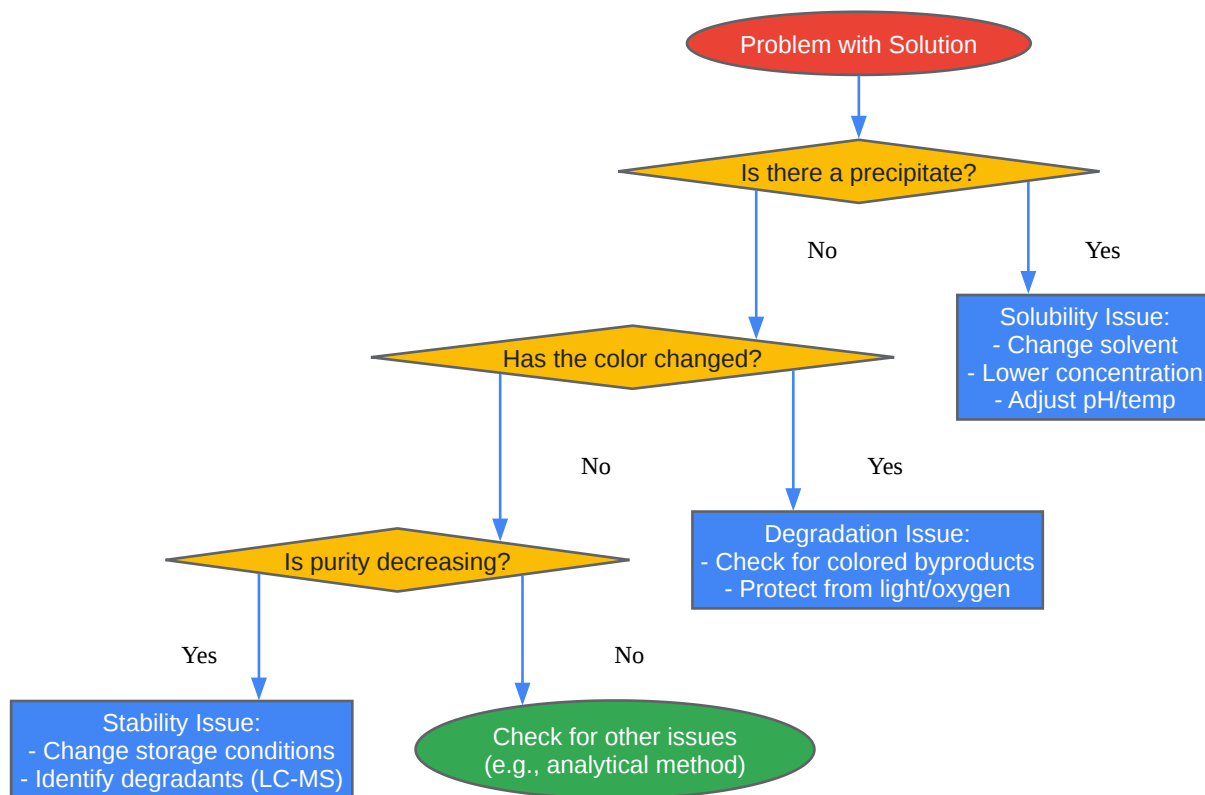 Problem with Solution
Is there a precipitate?
No
Yes
Solubility Issue:
- Change solvent
- Lower concentration
- Adjust pH/temp
Has the color changed?
No
Yes
Degradation Issue:
- Check for colored byproducts
- Protect from light/oxygen
Is purity decreasing?
Yes
No
Stability Issue:
- Change storage conditions
- Identify degradants (LC-MS)
Check for other issues
(e.g., analytical method)